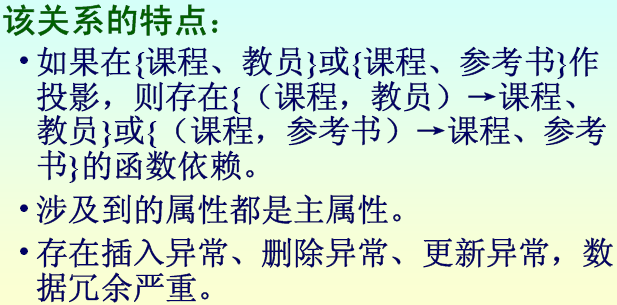 该关系的特点：
•如果在{课程、教员}或{课程、参考书}作
投影，则存在{（课程，教员）→课程、
教员}或{（课程，参考书）→课程、参考
书}的函数依赖。
•涉及到的属性都是主属性。
•存在插入异常、删除异常、更新异常，数
据冗余严重。